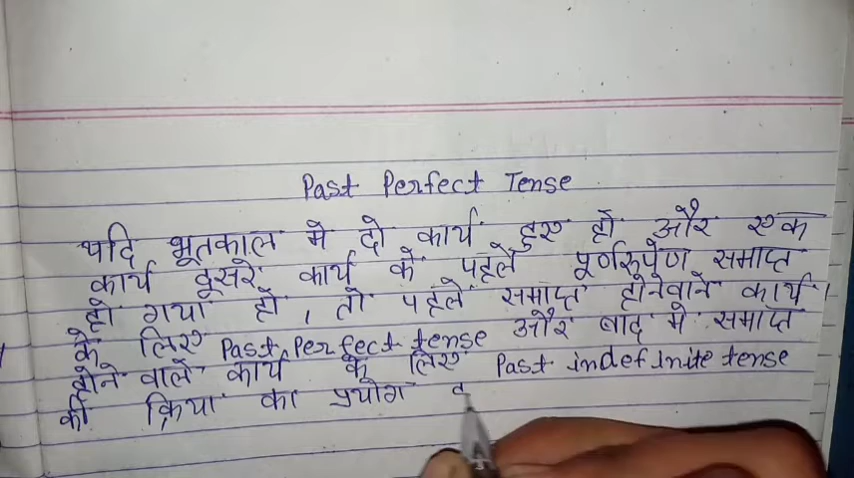 Past Perfect Tense
यदि भूतकाल मे दो कार्य हुए हों और एक
कार्य दूसरे कार्य के पहले पूर्णरुपेण समाप्त
हो गया हो, तो पहले समाप्त होनेवाने कार्य
के लिए Past Perfect tense और बाद मे समाप्त
होने वाले कार्य के लिए Past indefinite tense
की क्रिया का प्रयोग